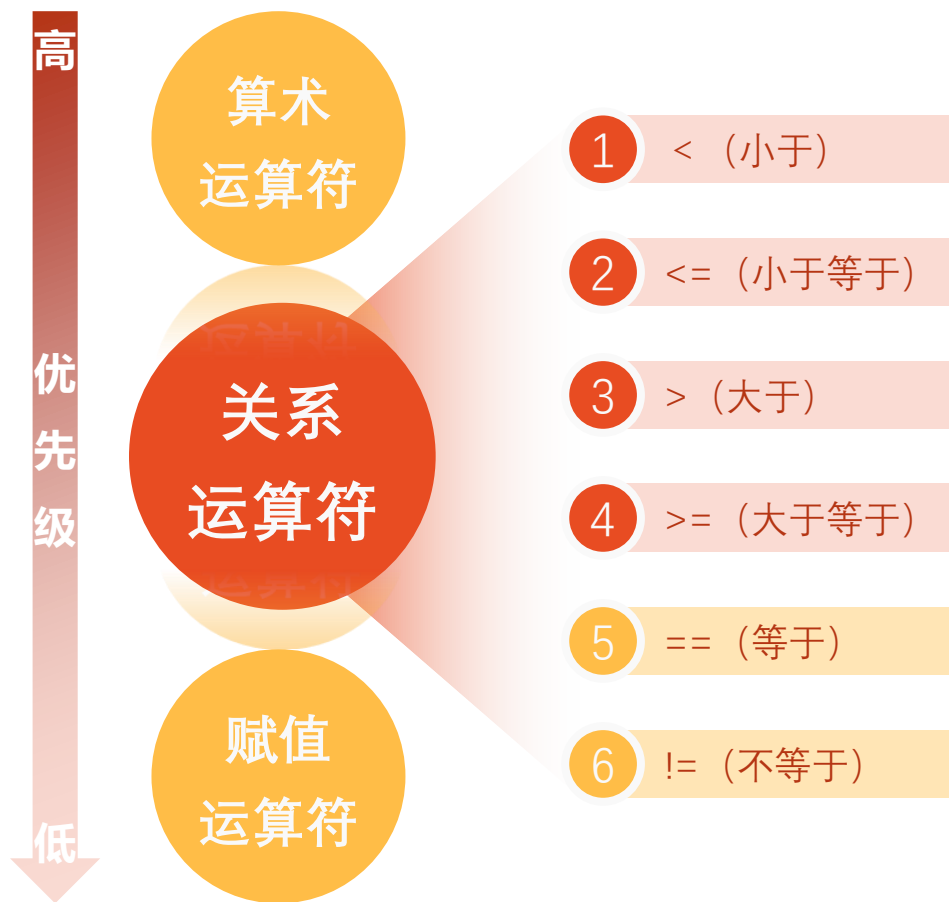 高
优
先
级
低
算术
运算符
关系
运算符
赋值
运算符
1 < （小于）
2 <=（小于等于）
3 >（大于）
4 >=（大于等于）
5 ==（等于）
6 !=（不等于）